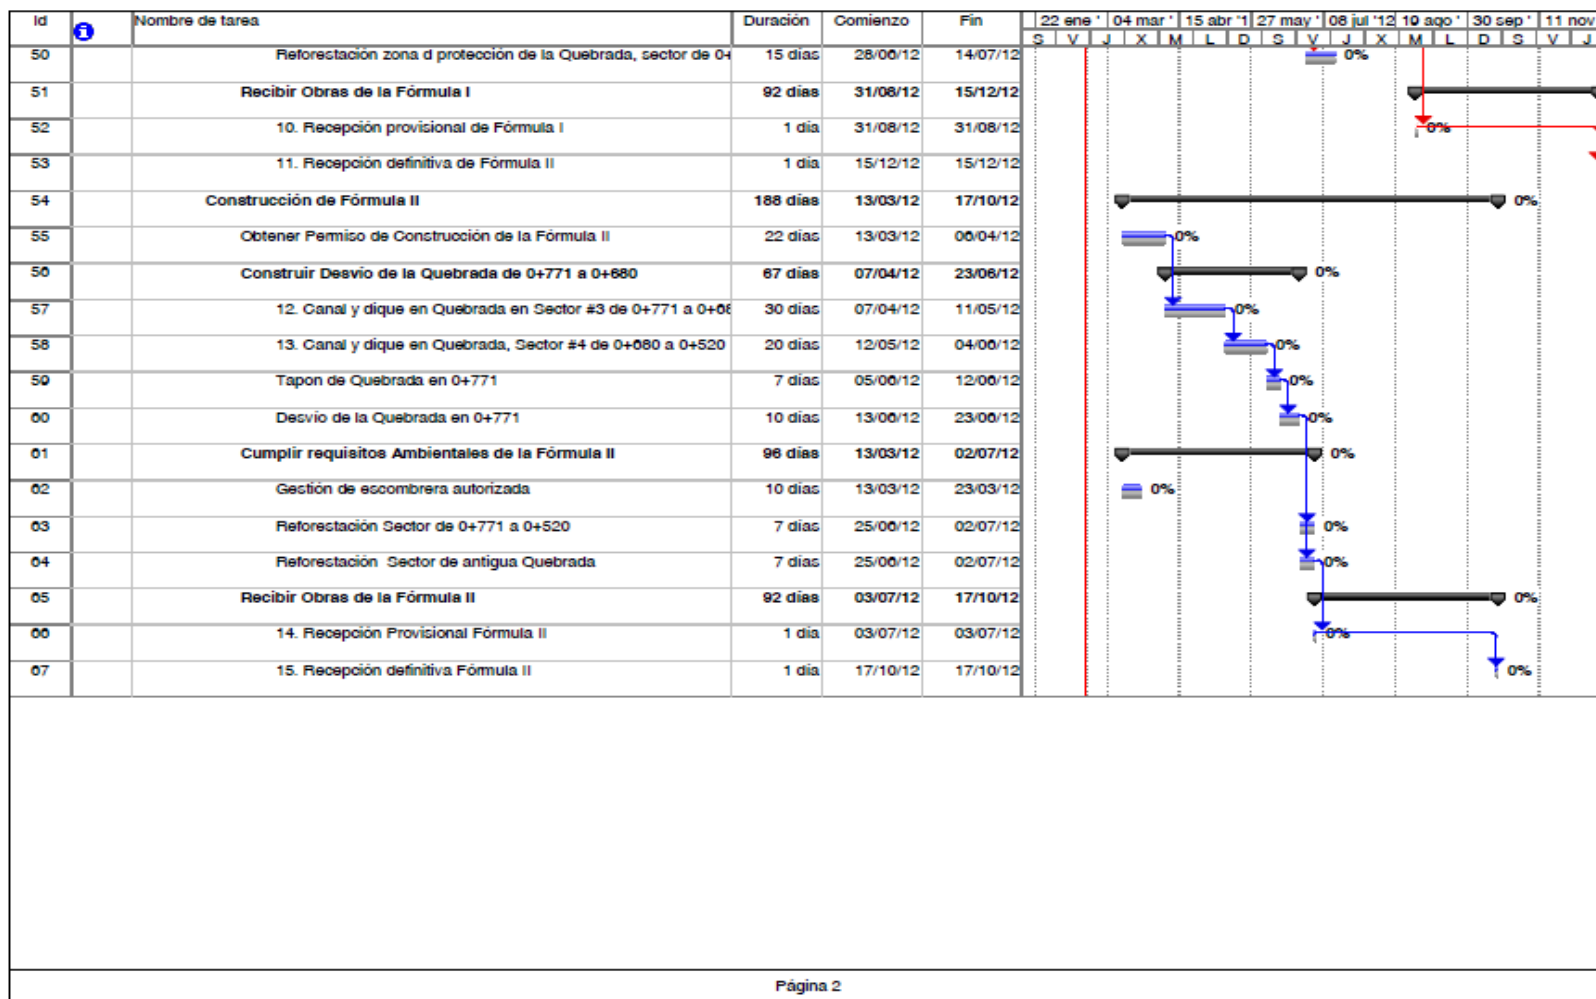 Id Nombre de tarea Duración Comienzo Fin 22 ene ' 04 mar ' 15 abr '1 27 may ' 08 jul '12 19 ago ' 30 sep ' 11 nov
S V J X M L D S V J X M L D S V J
50 Reforestación zona d protección de la Quebrada, sector de 0+ 15 días 28/06/12 14/07/12 0%
51 Recibir Obras de la Fórmula I 92 días 31/08/12 15/12/12
52 10. Recepción provisional de Fórmula I 1 día 31/08/12 31/08/12 0%
53 11. Recepción definitiva de Fórmula II 1 día 15/12/12 15/12/12
54 Construcción de Fórmula II 188 días 13/03/12 17/10/12 0%
55 Obtener Permiso de Construcción de la Fórmula II 22 días 13/03/12 06/04/12 0%
56 Construir Desvío de la Quebrada de 0+771 a 0+680 67 días 07/04/12 23/06/12 0%
57 12. Canal y dique en Quebrada en Sector #3 de 0+771 a 0+68 30 días 07/04/12 11/05/12 0%
58 13. Canal y dique en Quebrada, Sector #4 de 0+680 a 0+520 20 días 12/05/12 04/06/12 0%
59 Tapon de Quebrada en 0+771 7 días 05/06/12 12/06/12 0%
60 Desvío de la Quebrada en 0+771 10 días 13/06/12 23/06/12 0%
61 Cumplir requisitos Ambientales de la Fórmula II 96 días 13/03/12 02/07/12 0%
62 Gestión de escombrera autorizada 10 días 13/03/12 23/03/12 0%
63 Reforestación Sector de 0+771 a 0+520 7 días 25/06/12 02/07/12 0%
64 Reforestación Sector de antigua Quebrada 7 días 25/06/12 02/07/12 0%
65 Recibir Obras de la Fórmula II 92 días 03/07/12 17/10/12 0%
66 14. Recepción Provisional Fórmula II 1 día 03/07/12 03/07/12 0%
67 15. Recepción definitiva Fórmula II 1 día 17/10/12 17/10/12 0%
Página 2